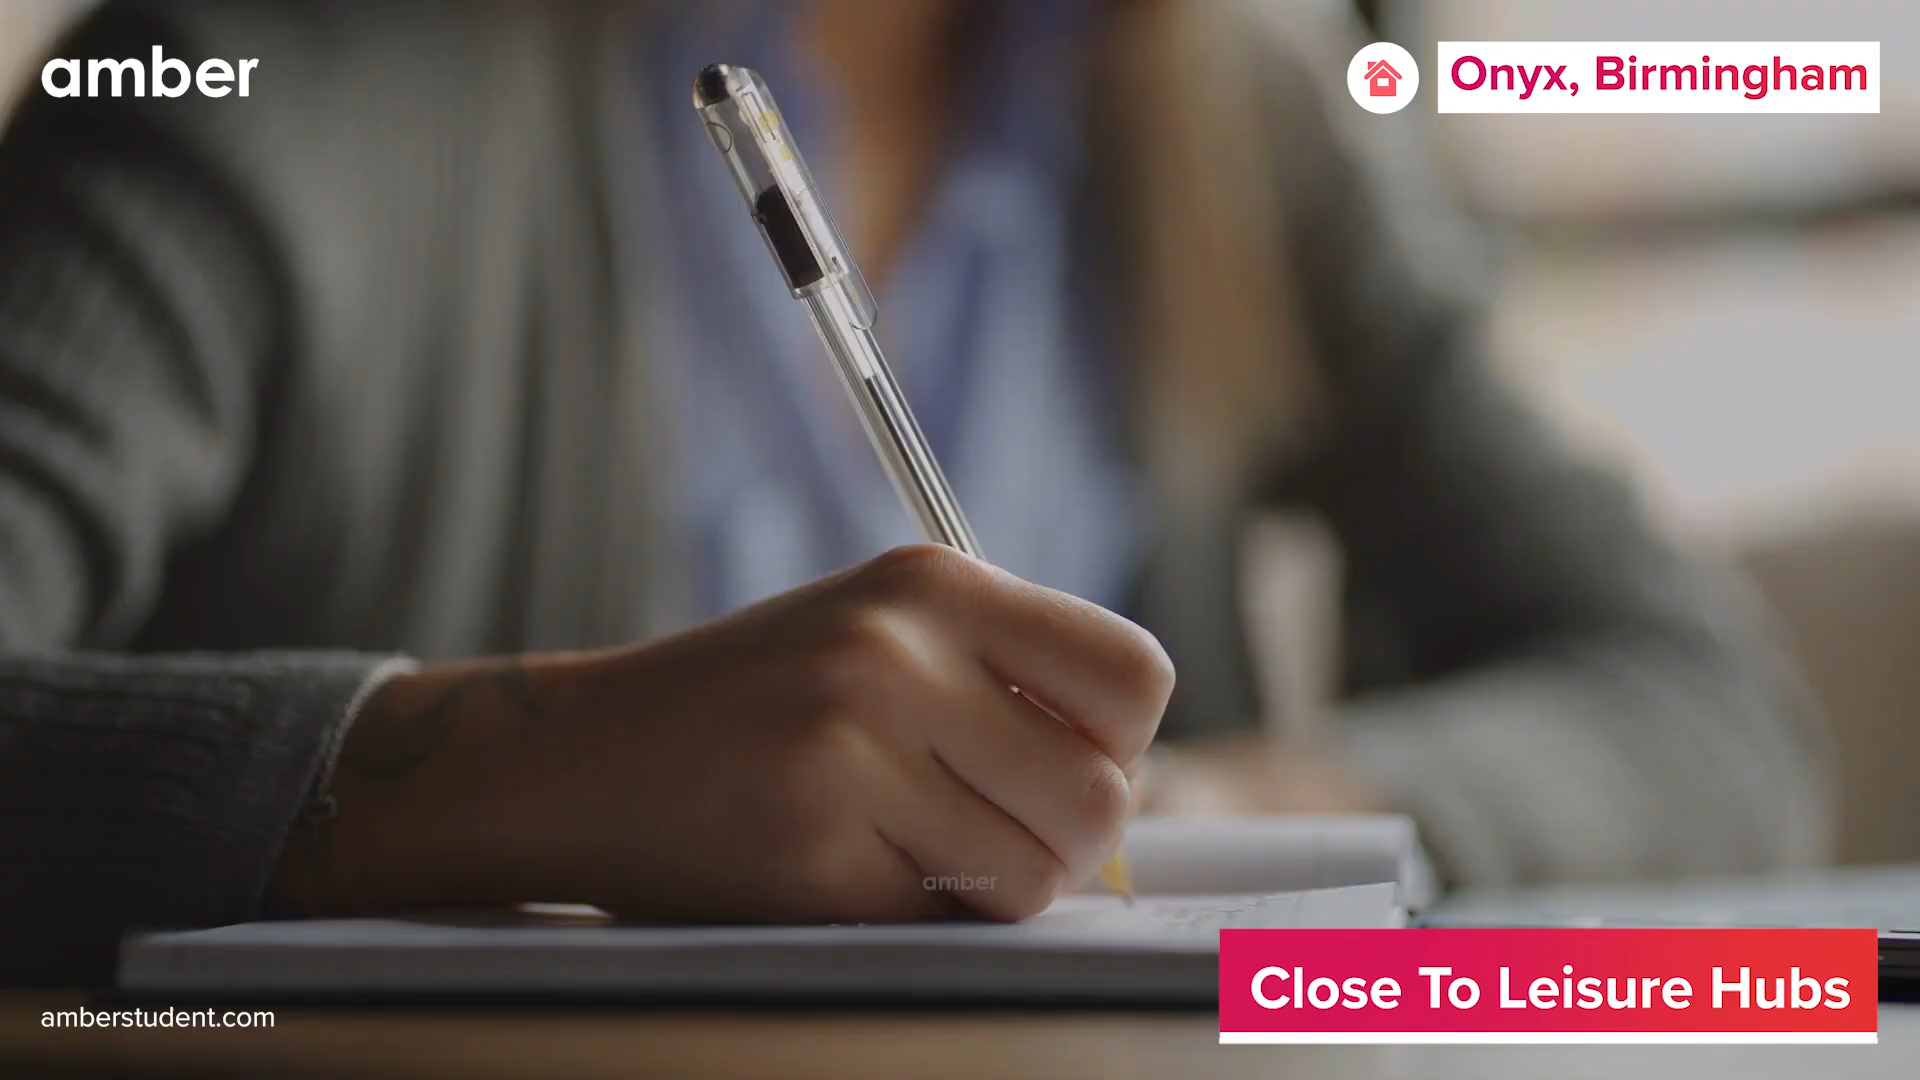 amber
Onyx, Birmingham
amber
Close To Leisure Hubs
amberstudent.com